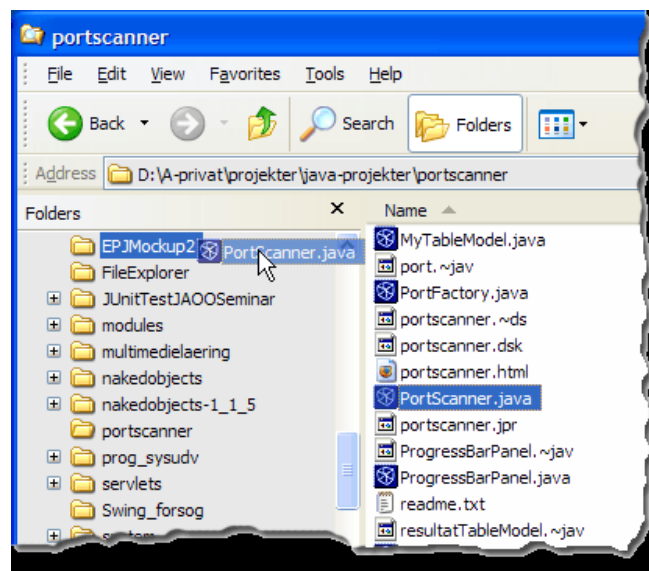 portscanner
File Edit View Favorites Tools Help
Back Search Folders
Address D:\A-privat\projekter\java-projekter\portscanner
Folders
EPJMockup2 PortScanner.java
FileExplorer
JUnitTestJAOOSeminar
modules
multimedielaering
nakedobjects
nakedobjects-1_1_5
portscanner
prog_sysudv
servlets
Swing_forsog
system
Name
MyTableModel.java
port.~jav
PortFactory.java
portscanner.~ds
portscanner.dsk
portscanner.html
PortScanner.java
portscanner.jpr
ProgressBarPanel.~jav
ProgressBarPanel.java
readme.txt
resultatTableModel.~jav